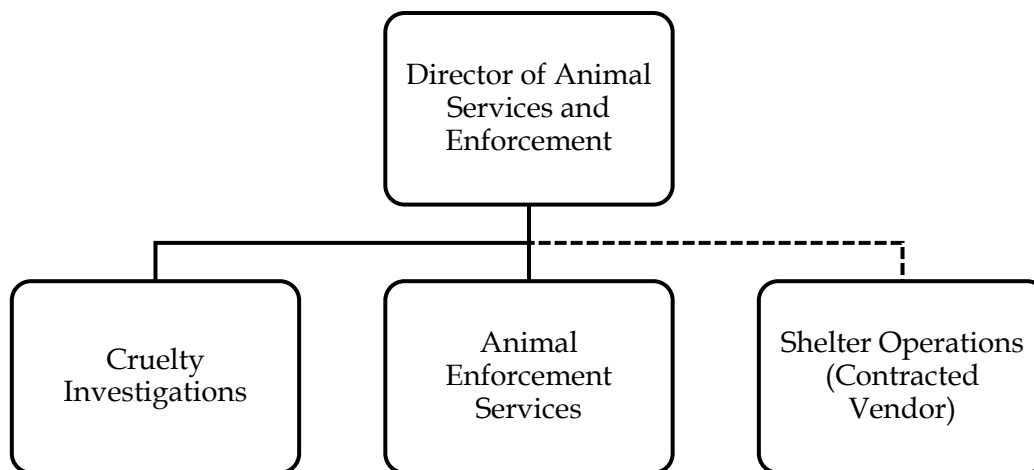 Director of Animal
Services and
Enforcement
Cruelty
Investigations
Animal
Enforcement
Services
Shelter Operations
(Contracted
Vendor)